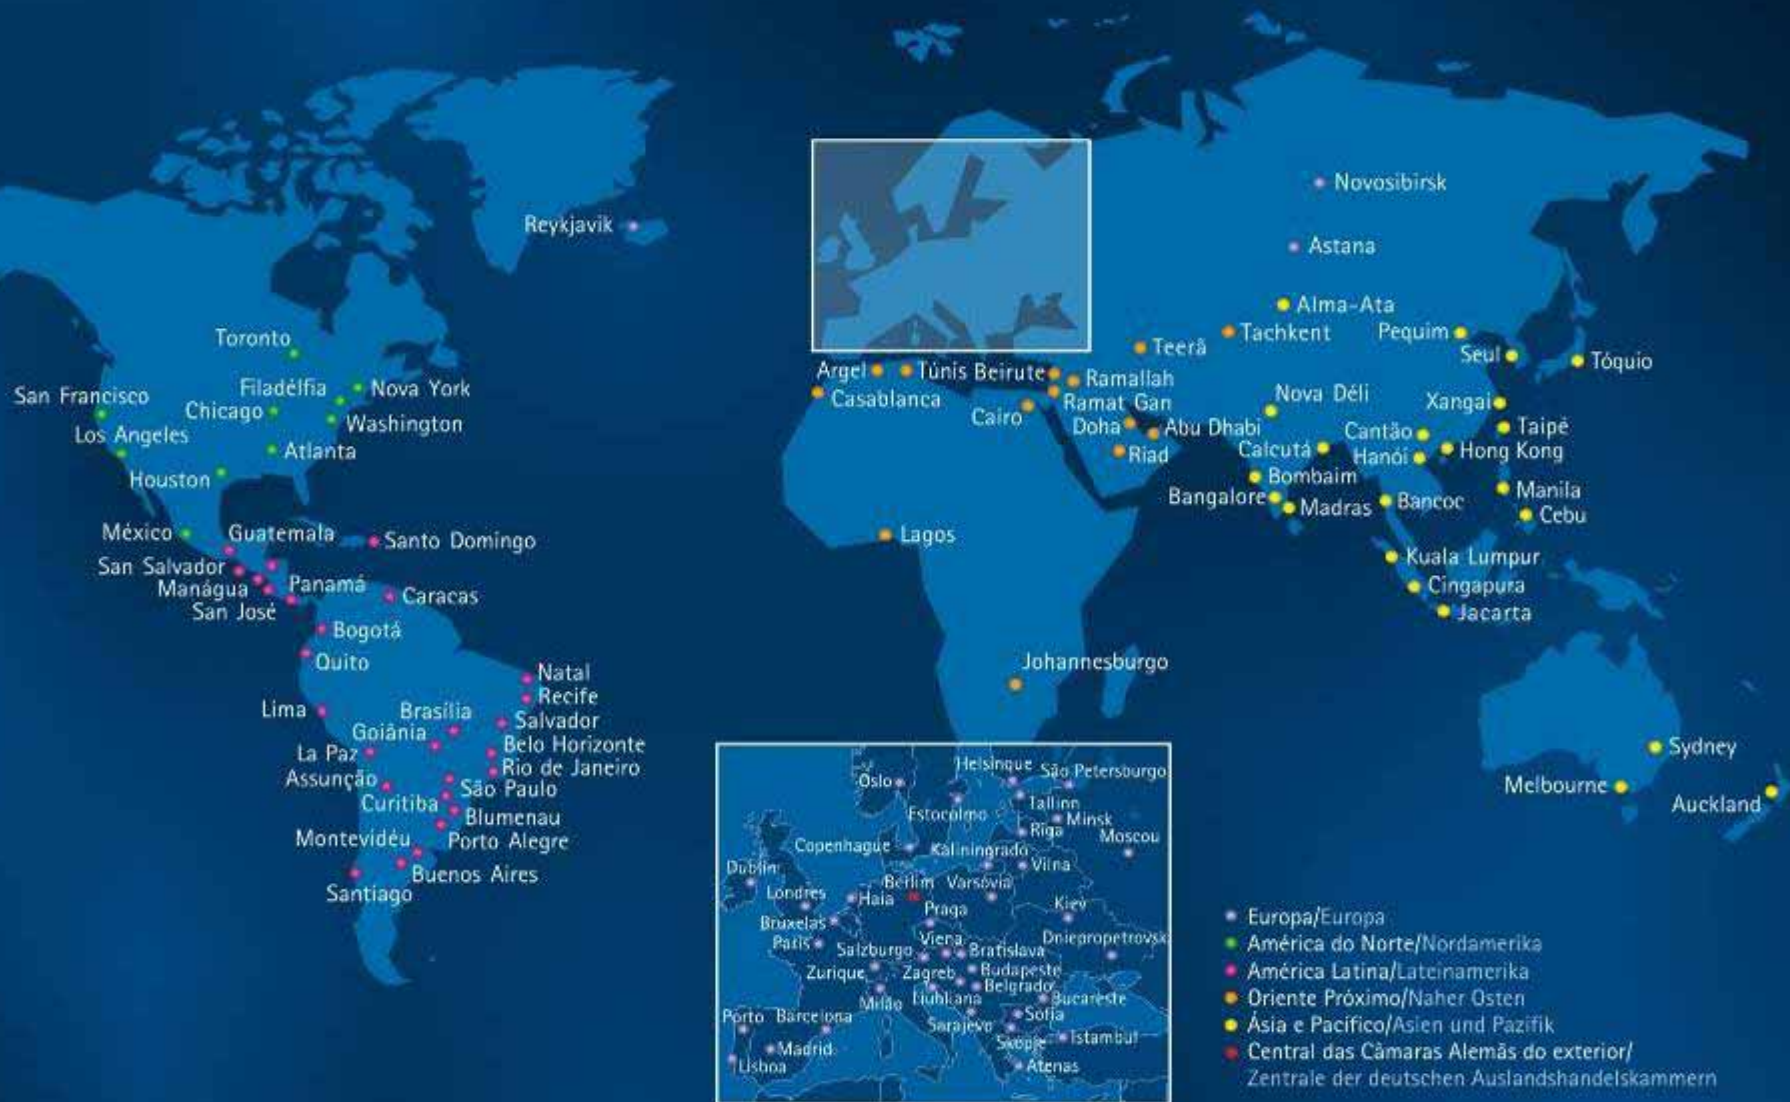 Novosibirsk
Reykjavik
Astana
Alma-Ata
Toronto
Tachkent
Pequim
Teerã
Seul
Tóquio
Argel
Túnis
Beirute
Ramallah
Filadélfia
Nova York
San Francisco
Casablanca
Nova Déli
Xangai
Chicago
Ramat Gan
Cairo
Washington
Doha
Abu Dhabi
Cantão
Taipé
Los Angeles
Atlanta
Riad
Calcutá
Hanói
Hong Kong
Houston
Bombaim
Bangalore
Madras
Bancoc
Manila
Cebu
México
Guatemala
Santo Domingo
Lagos
Kuala Lumpur
San Salvador
Manágua
Panamá
Caracas
Cingapura
San José
Jacarta
Bogotá
Quito
Johannesburgo
Natal
Recife
Lima
Brasília
Salvador
Goiânia
Belo Horizonte
La Paz
Rio de Janeiro
Sydney
Assunção
São Paulo
Melbourne
Curitiba
Auckland
Blumenau
Montevidéu
Porto Alegre
Buenos Aires
Santiago
Helsinque
São Petersburgo
Oslo
Tallinn
Estocolmo
Minsk
Riga
Moscou
Copenhague
Kaliningrado
Vilna
Dublin
Berlim
Varsóvia
Londres
Haia
Praga
Kiev
Bruxelas
Paris
Viena
Dniepropetrovsk
Salzburgo
Bratislava
Zurique
Zagreb
Budapeste
Belgrado
Milão
Liubliana
Bucareste
Porto
Barcelona
Sofia
Sarajevo
Skopje
Istambul
Madrid
Lisboa
Atenas
Europa/Europa
América do Norte/Nordamerika
América Latina/Lateinamerika
Oriente Próximo/Naher Osten
Ásia e Pacífico/Asien und Pazifik
Central das Câmaras Alemãs do exterior/
Zentrale der deutschen Auslandshandelskammern